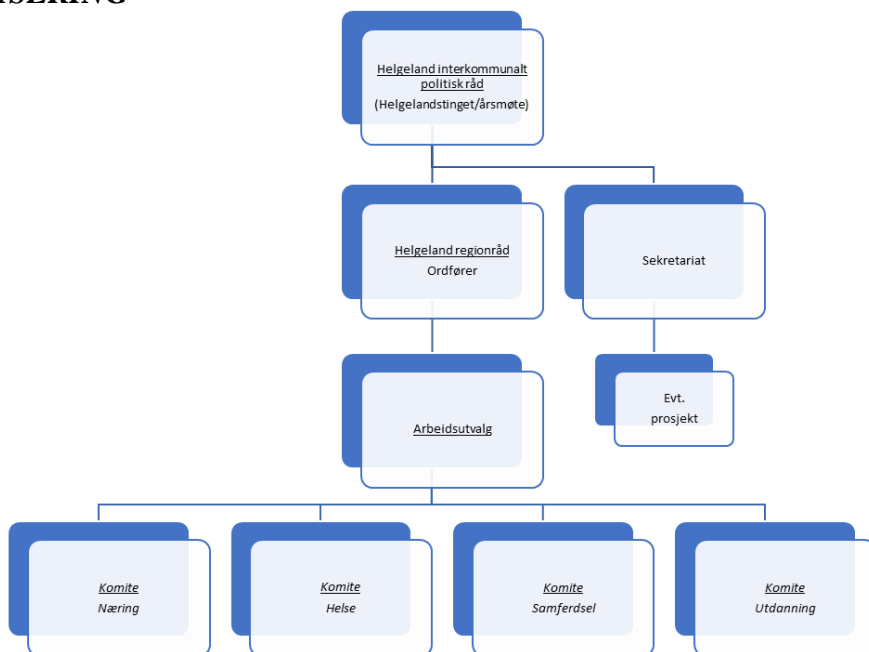 Helgeland interkommunalt
politisk råd
(Helgelandstinget/årsmøte)
Helgeland regionråd
Ordfører
Sekretariat
Arbeidsutvalg
Evt.
prosjekt
Komite
Næring
Komite
Helse
Komite
Samferdsel
Komite
Utdanning